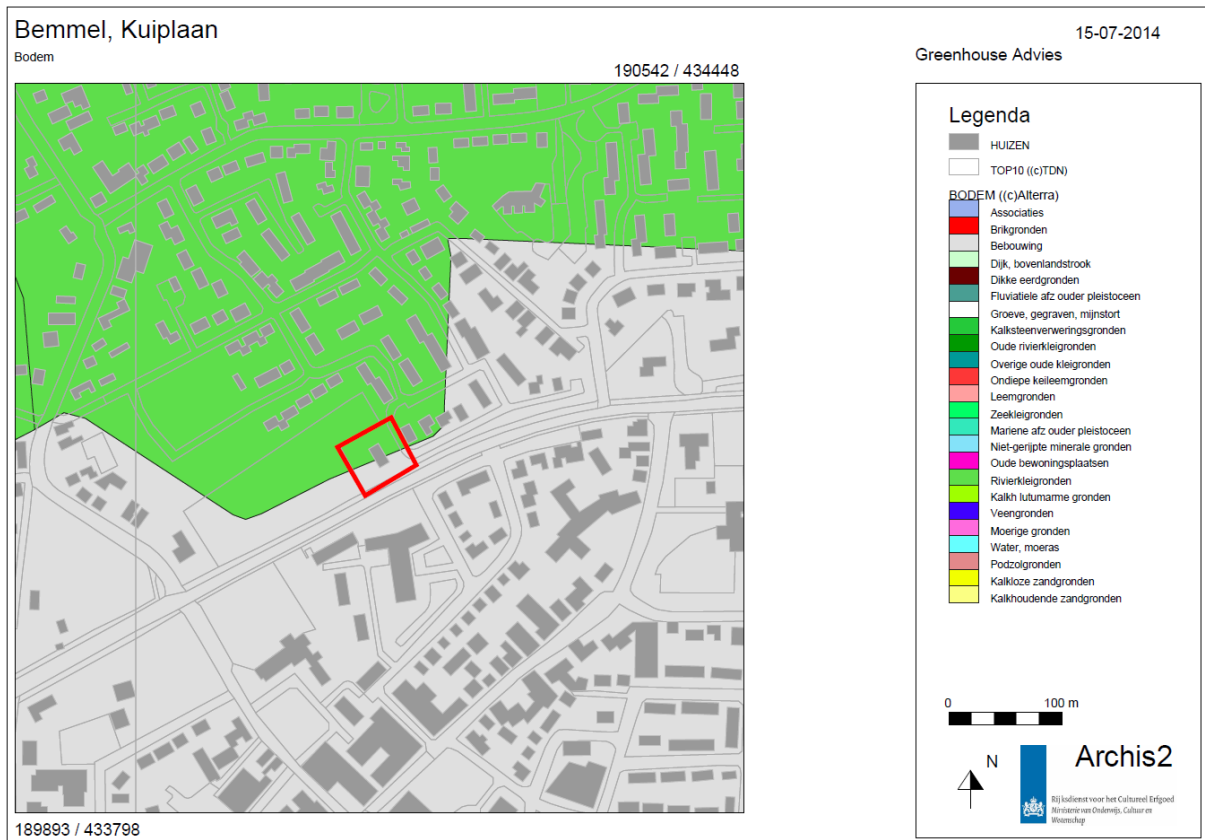 Bemmel, Kuiplaan
15-07-2014
Bodem
Greenhouse Advies
190542 / 434448
Legenda
HUIZEN
TOP10 ((c)TDN)
BODEM ((c)Alterra)
Associaties
Brikgronden
Bebouwing
Dijk, bovenlandstrook
Dikke eerdgronden
Fluviatiele afz ouder pleistoceen
Groeve, gegraven, mijnstort
Kalksteenverweringsgronden
Oude rivierkleigronden
Overige oude kleigronden
Ondiepe keileemgronden
Leemgronden
Zeekleigronden
Mariene afz ouder pleistoceen
Niet-gerijpte minerale gronden
Oude bewoningsplaatsen
Rivierkleigronden
Kalkh lutumarme gronden
Veengronden
Moerige gronden
Water, moeras
Podzolgronden
Kalkloze zandgronden
Kalkhoudende zandgronden
0 100 m
N
Archis2
Rijksdienst voor het Cultureel Erfgoed
Ministerie van Onderwijs, Cultuur en
Wetenschap
189893 / 433798